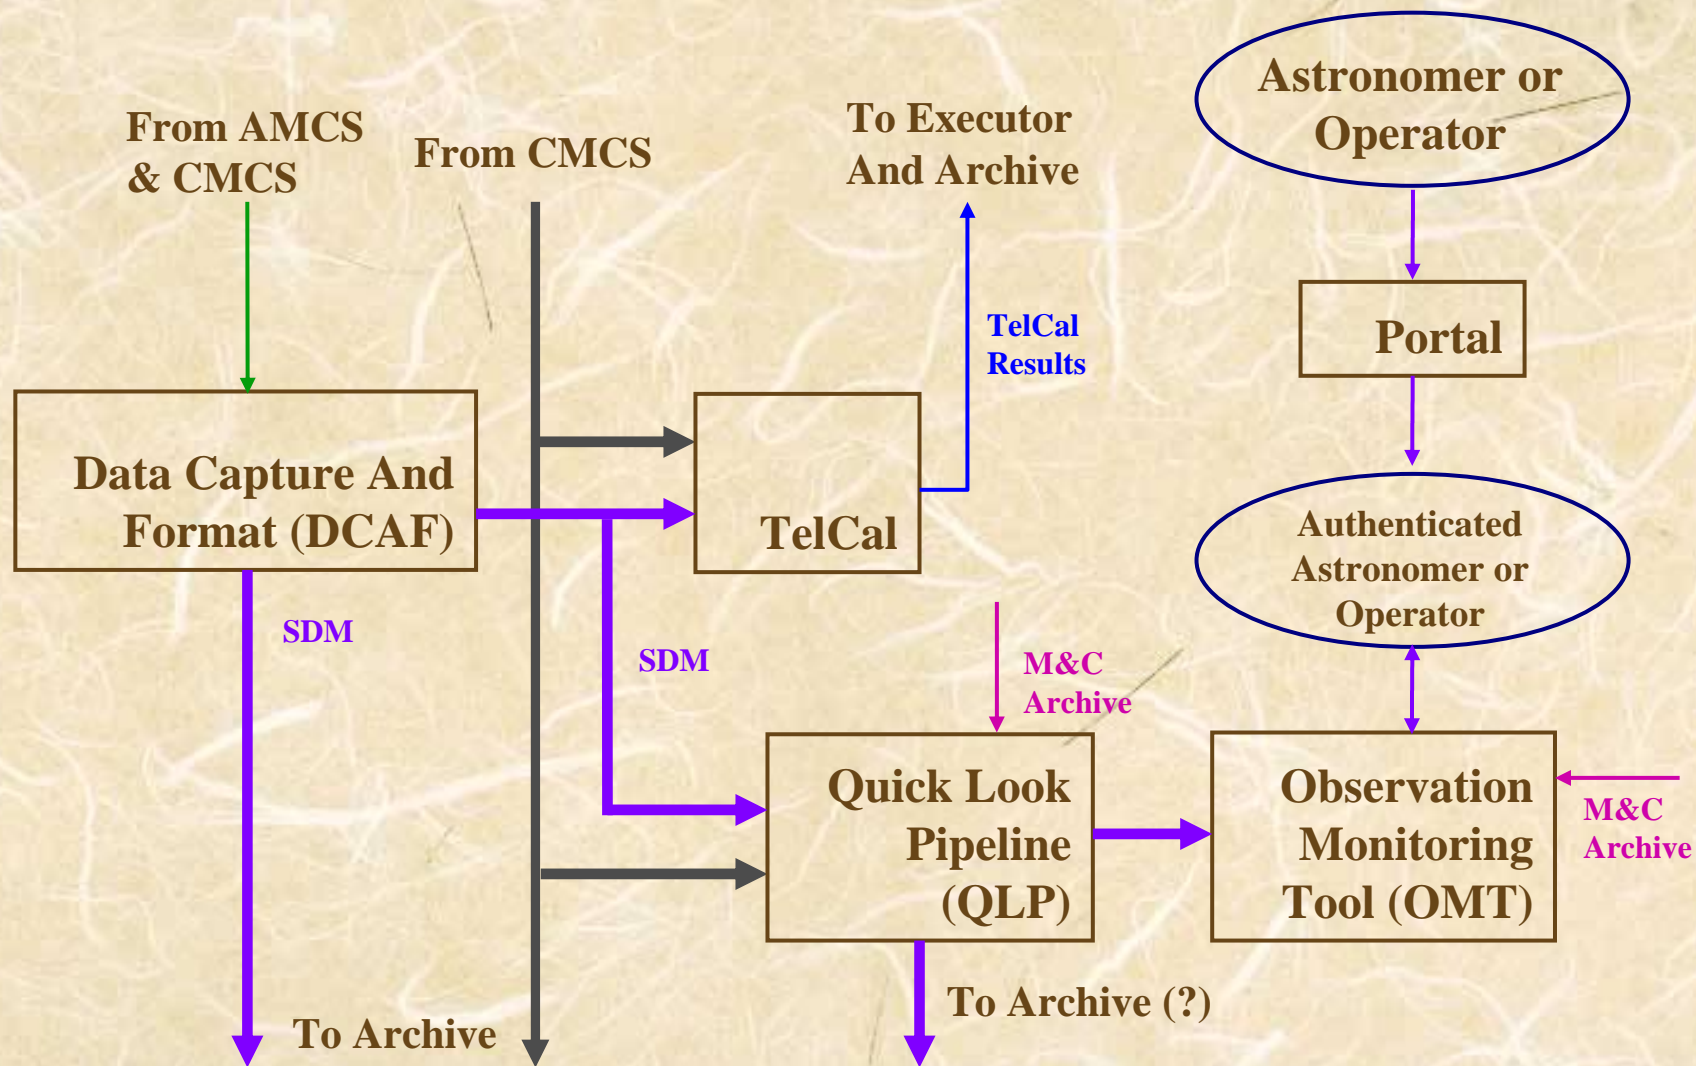 From AMCS
& CMCS
From CMCS
To Executor
And Archive
Astronomer or
Operator
TelCal
Results
Portal
Data Capture And
Format (DCAF)
TelCal
Authenticated
Astronomer or
Operator
SDM
SDM
M&C
Archive
Quick Look
Pipeline
(QLP)
Observation
Monitoring
Tool (OMT)
M&C
Archive
To Archive
To Archive (?)